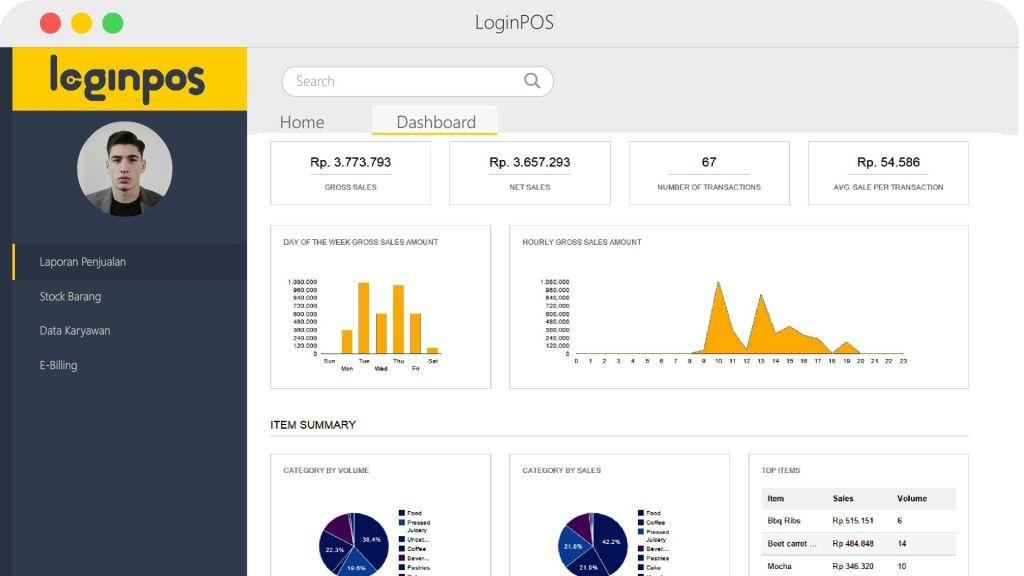 LoginPOS
loginpos
Search
Home
Dashboard
Laporan Penjualan
Stock Barang
Data Karyawan
E-Billing
Rp. 3.773.793
GROSS SALES
Rp. 3.657.293
NET SALES
67
NUMBER OF TRANSACTIONS
Rp. 54.586
AVG. SALE PER TRANSACTION
DAY OF THE WEEK GROSS SALES AMOUNT
1,080,000
960,000
840,000
720,000
600,000
480,000
360,000
240,000
120,000
0
Sun Mon Tue Wed Thu Fri Sat
HOURLY GROSS SALES AMOUNT
1,080,000
960,000
840,000
720,000
600,000
480,000
360,000
240,000
120,000
0
0 1 2 3 4 5 6 7 8 9 10 11 12 13 14 15 16 17 18 19 20 21 22 23
ITEM SUMMARY
CATEGORY BY VOLUME
38.4%
22.3%
19.6%
Food
Pressed
Juicery
Uncat...
Coffee
Bever...
Pastries
CATEGORY BY SALES
42.2%
21.8%
21.9%
Food
Coffee
Pressed
Juicery
Bever...
Pastries
Cake
TOP ITEMS
Item Sales Volume
Bbq Ribs Rp 515.151 6
Beet carrot ... Rp 484.848 14
Mocha Rp 346.320 10